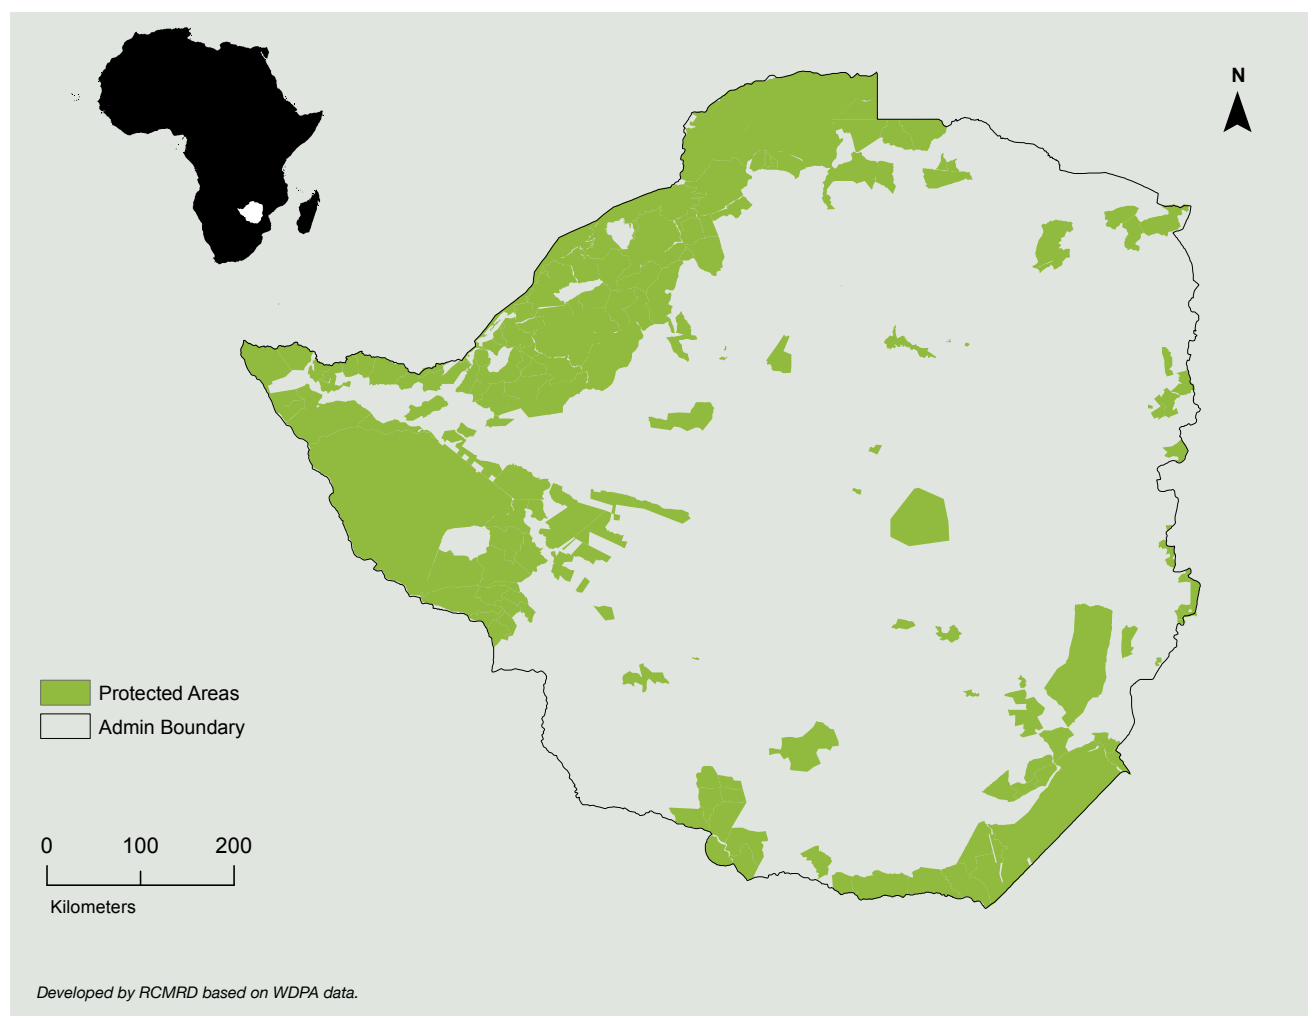 N
Protected Areas
Admin Boundary
0 100 200
Kilometers
Developed by RCMRD based on WDPA data.